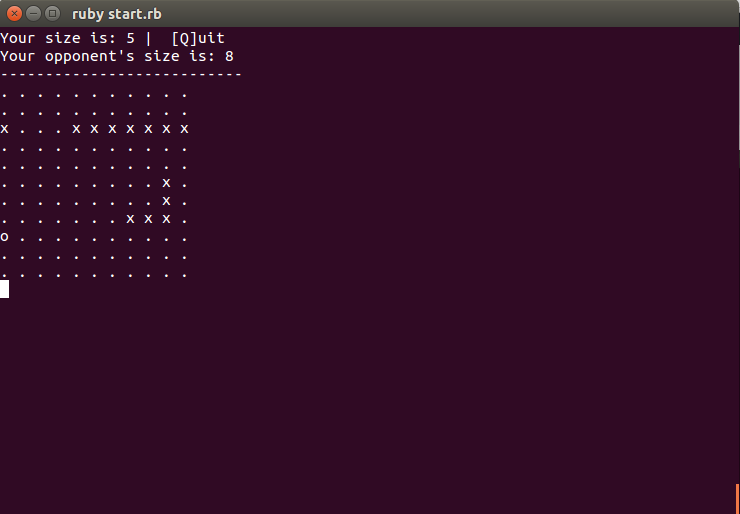 ruby start.rb
Your size is: 5 |  [Q]uit
Your opponent's size is: 8
---------------------------
. . . . . . . . . . .
. . . . . . . . . . .
x . . . x x x x x x x
. . . . . . . . . . .
. . . . . . . . . . .
. . . . . . . . . x .
. . . . . . . . . x .
. . . . . . . x x x .
o . . . . . . . . . .
. . . . . . . . . . .
. . . . . . . . . . .